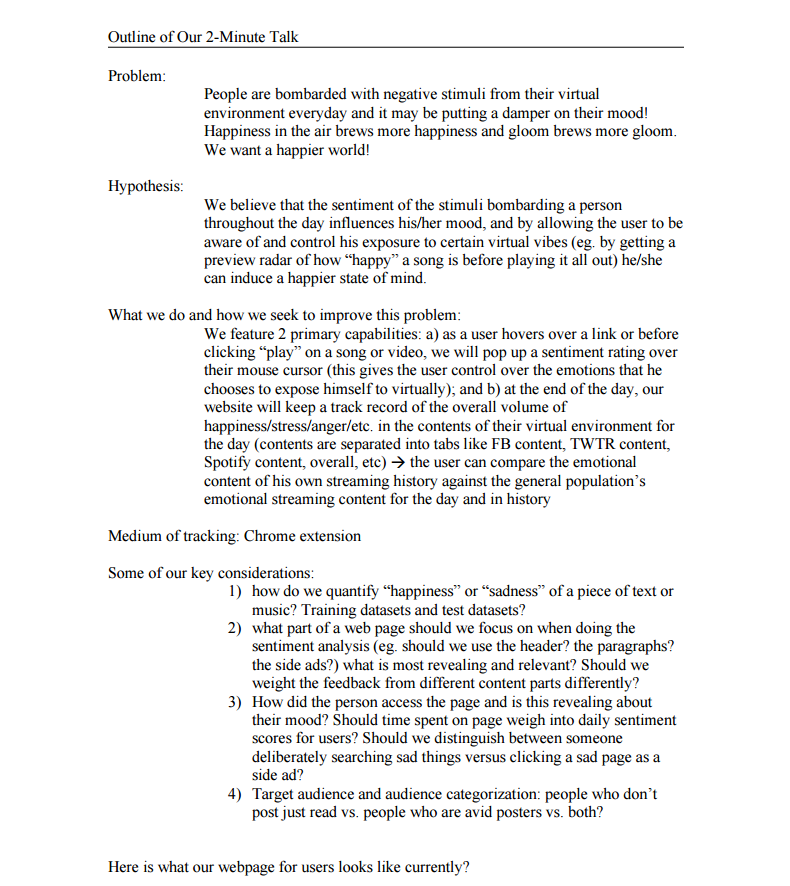 Outline of Our 2-Minute Talk
Problem:
People are bombarded with negative stimuli from their virtual
environment everyday and it may be putting a damper on their mood!
Happiness in the air brews more happiness and gloom brews more gloom.
We want a happier world!
Hypothesis:
We believe that the sentiment of the stimuli bombarding a person
throughout the day influences his/her mood, and by allowing the user to be
aware of and control his exposure to certain virtual vibes (eg. by getting a
preview radar of how “happy” a song is before playing it all out) he/she
can induce a happier state of mind.
What we do and how we seek to improve this problem:
We feature 2 primary capabilities: a) as a user hovers over a link or before
clicking “play” on a song or video, we will pop up a sentiment rating over
their mouse cursor (this gives the user control over the emotions that he
chooses to expose himself to virtually); and b) at the end of the day, our
website will keep a track record of the overall volume of
happiness/stress/anger/etc. in the contents of their virtual environment for
the day (contents are separated into tabs like FB content, TWTR content,
Spotify content, overall, etc) → the user can compare the emotional
content of his own streaming history against the general population’s
emotional streaming content for the day and in history
Medium of tracking: Chrome extension
Some of our key considerations:
1) how do we quantify “happiness” or “sadness” of a piece of text or
music? Training datasets and test datasets?
2) what part of a web page should we focus on when doing the
sentiment analysis (eg. should we use the header? the paragraphs?
the side ads?) what is most revealing and relevant? Should we
weight the feedback from different content parts differently?
3) How did the person access the page and is this revealing about
their mood? Should time spent on page weigh into daily sentiment
scores for users? Should we distinguish between someone
deliberately searching sad things versus clicking a sad page as a
side ad?
4) Target audience and audience categorization: people who don’t
post just read vs. people who are avid posters vs. both?
Here is what our webpage for users looks like currently?